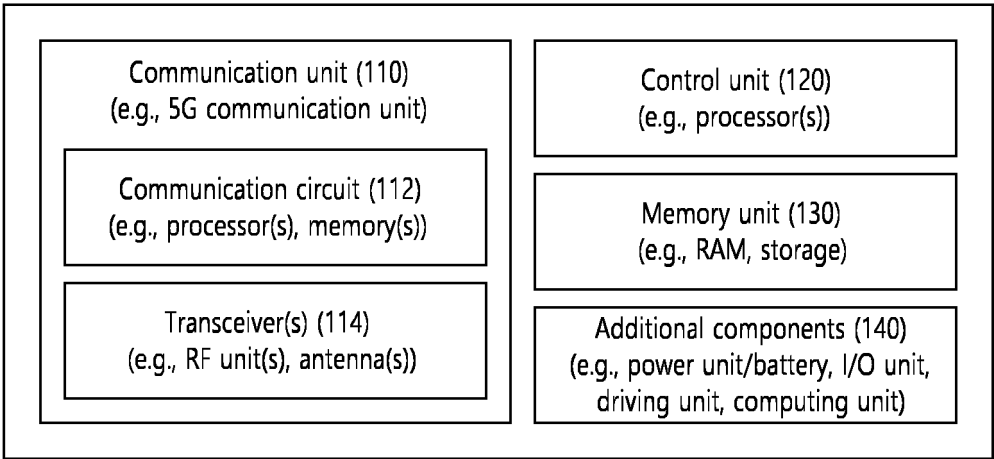 Communication unit (110)
(e.g., 5G communication unit)
Communication circuit (112)
(e.g., processor(s), memory(s))
Transceiver(s) (114)
(e.g., RF unit(s), antenna(s))
Control unit (120)
(e.g., processor(s))
Memory unit (130)
(e.g., RAM, storage)
Additional components (140)
(e.g., power unit/battery, I/O unit,
driving unit, computing unit)